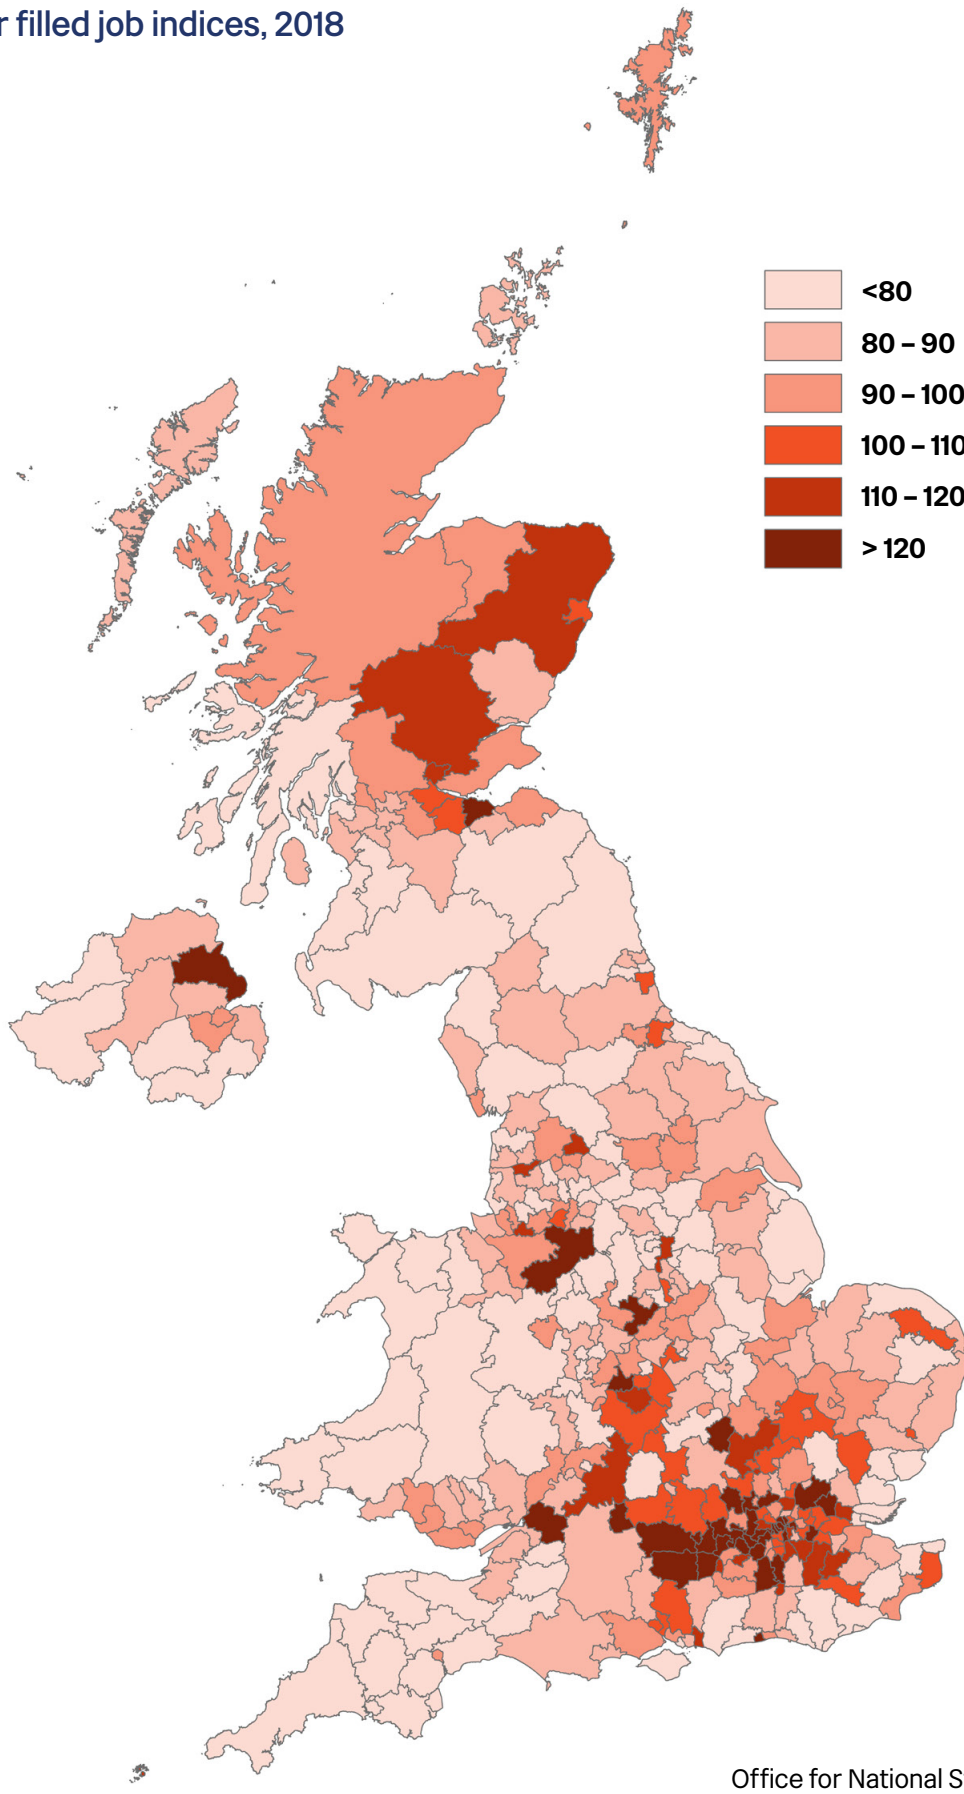 r filled job indices, 2018
<80
80 – 90
90 – 100
100 – 110
110 – 120
> 120
Office for National S